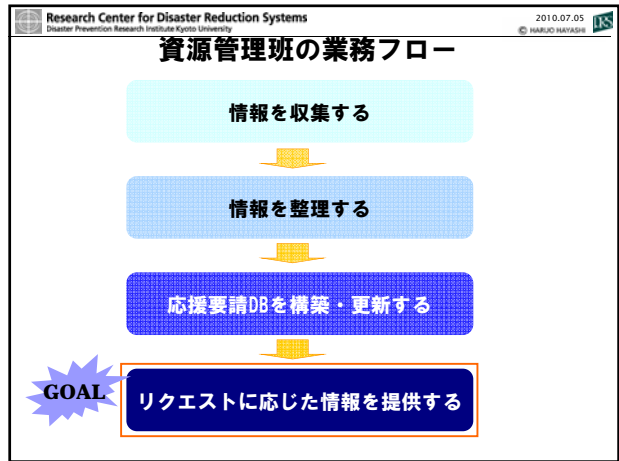 Research Center for Disaster Reduction Systems
Disaster Prevention Research Institute Kyoto University
2010.07.05
© HARUO HAYASHI
DRS
資源管理班の業務フロー
情報を収集する
情報を整理する
応援要請DBを構築・更新する
GOAL
リクエストに応じた情報を提供する